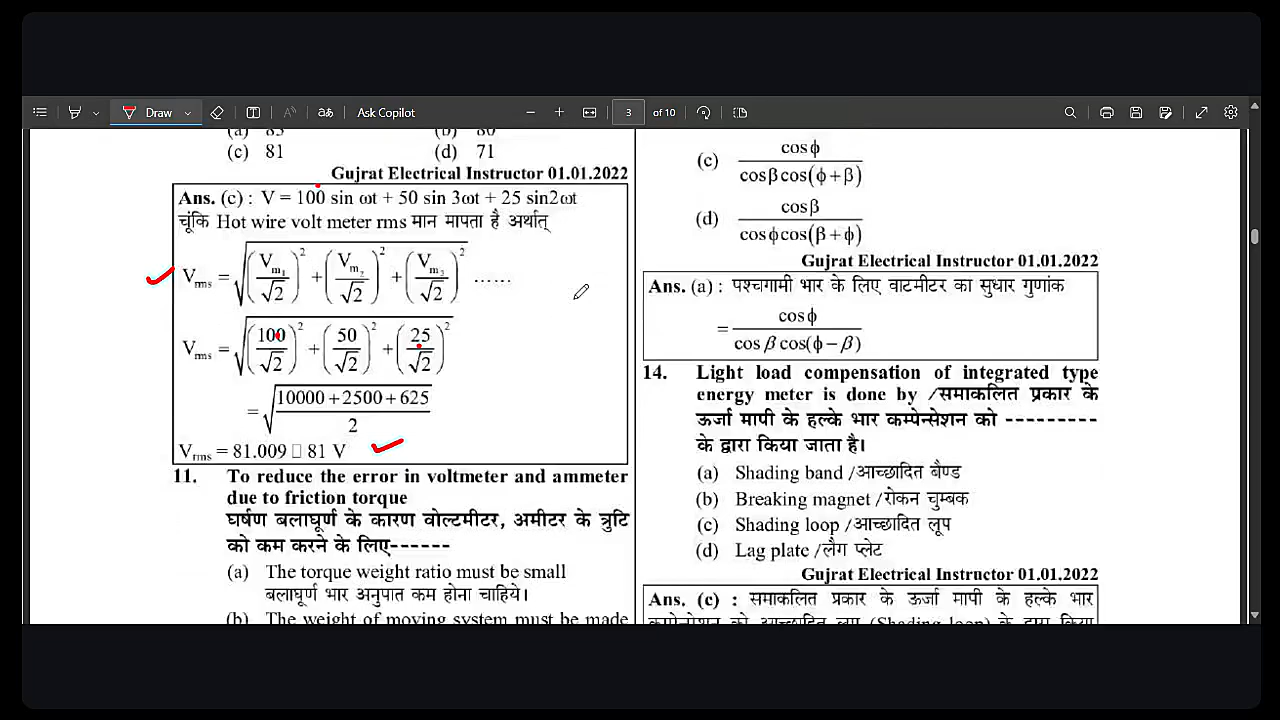 Draw
Ask Copilot
3 of 10
(a) 85 (b) 80
(c) 81 (d) 71
Gujrat Electrical Instructor 01.01.2022
Ans. (c) : V = 100 sin ωt + 50 sin 3ωt + 25 sin2ωt
चूंकि Hot wire volt meter rms मान मापता है अर्थात्
Vrms = √((Vm1/√2)² + (Vm2/√2)² + (Vm3/√2)² ......
Vrms = √((100/√2)² + (50/√2)² + (25/√2)²
= √(10000 + 2500 + 625 / 2)
Vrms = 81.009 □ 81 V
11. To reduce the error in voltmeter and ammeter
due to friction torque
घर्षण बलाघूर्ण के कारण वोल्टमीटर, अमीटर के त्रुटि
को कम करने के लिए------
(a) The torque weight ratio must be small
बलाघूर्ण भार अनुपात कम होना चाहिये।
(b) The weight of moving system must be made
(c) cosϕ / cosβcos(ϕ+β)
(d) cosβ / cosϕcos(β+ϕ)
Gujrat Electrical Instructor 01.01.2022
Ans. (a) : पश्चगामी भार के लिए वाटमीटर का सुधार गुणांक
= cosϕ / cos β cos(ϕ−β)
14. Light load compensation of integrated type
energy meter is done by /समाकलित प्रकार के
ऊर्जा मापी के हल्के भार कम्पेन्सेशन को ---------
के द्वारा किया जाता है।
(a) Shading band /आच्छादित बैण्ड
(b) Breaking magnet /रोकन चुम्बक
(c) Shading loop /आच्छादित लूप
(d) Lag plate /लैग प्लेट
Gujrat Electrical Instructor 01.01.2022
Ans. (c) : समाकलित प्रकार के ऊर्जा मापी के हल्के भार
कम्पेन्सेशन को आच्छादित लूप (Shading loop) के द्वारा किया